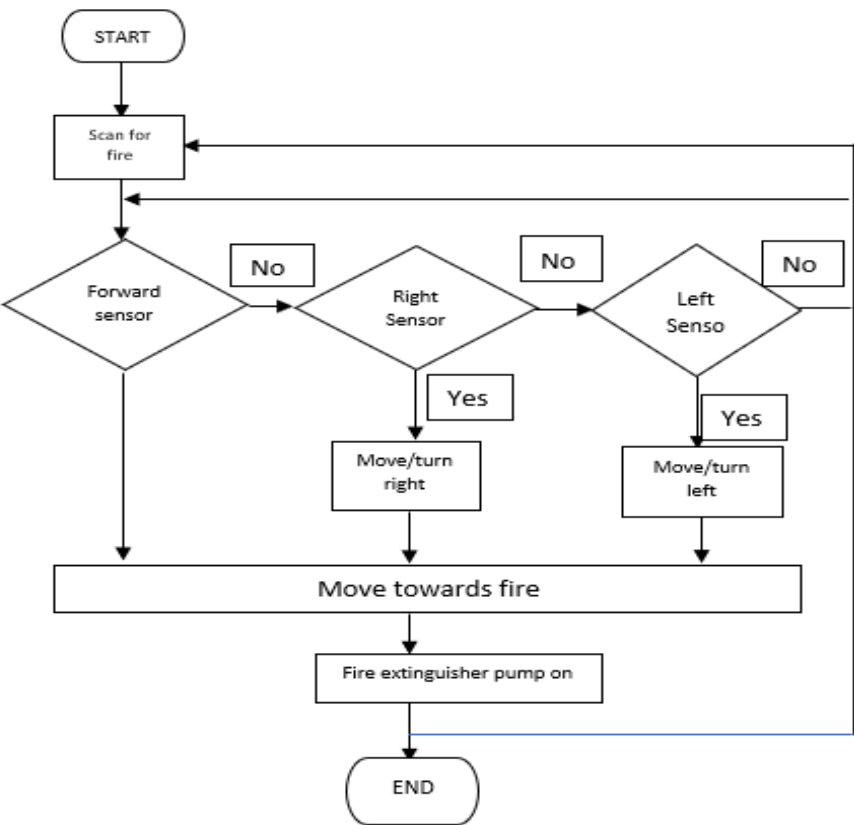 START
Scan for
fire
No
No
No
Forward
sensor
Right
Sensor
Left
Senso
Yes
Yes
Move/turn
right
Move/turn
left
Move towards fire
Fire extinguisher pump on
END